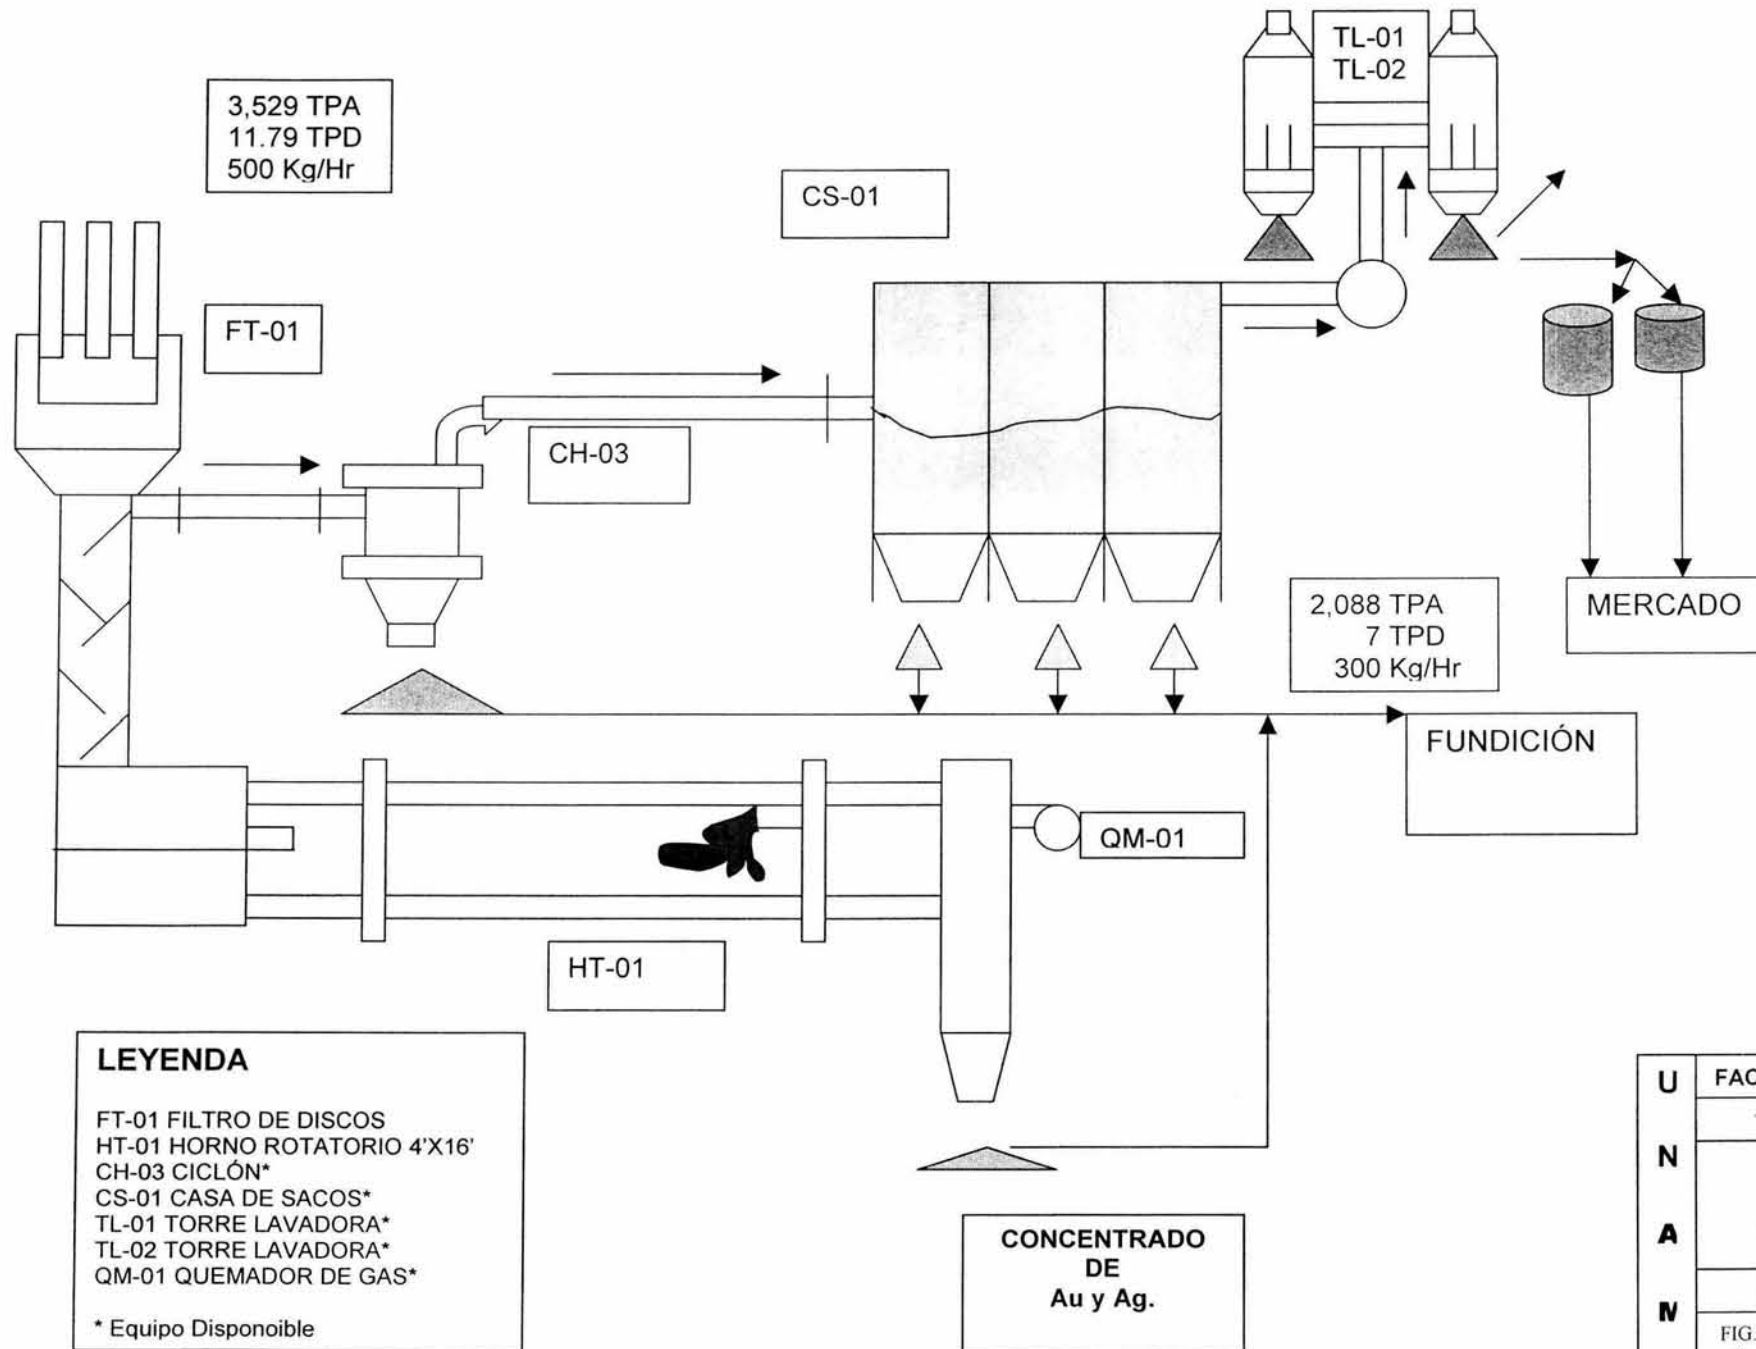 TL-01
TL-02
3,529 TPA
11.79 TPD
500 Kg/Hr
CS-01
FT-01
CH-03
2,088 TPA
7 TPD
300 Kg/Hr
MERCADO
FUNDICIÓN
QM-01
HT-01
LEYENDA
FT-01 FILTRO DE DISCOS
HT-01 HORNO ROTATORIO 4'X16'
CH-03 CICLÓN*
CS-01 CASA DE SACOS*
TL-01 TORRE LAVADORA*
TL-02 TORRE LAVADORA*
QM-01 QUEMADOR DE GAS*
* Equipo Disponoible
CONCENTRADO
DE
Au y Ag.
U
N
A
M
FAC
FIG.